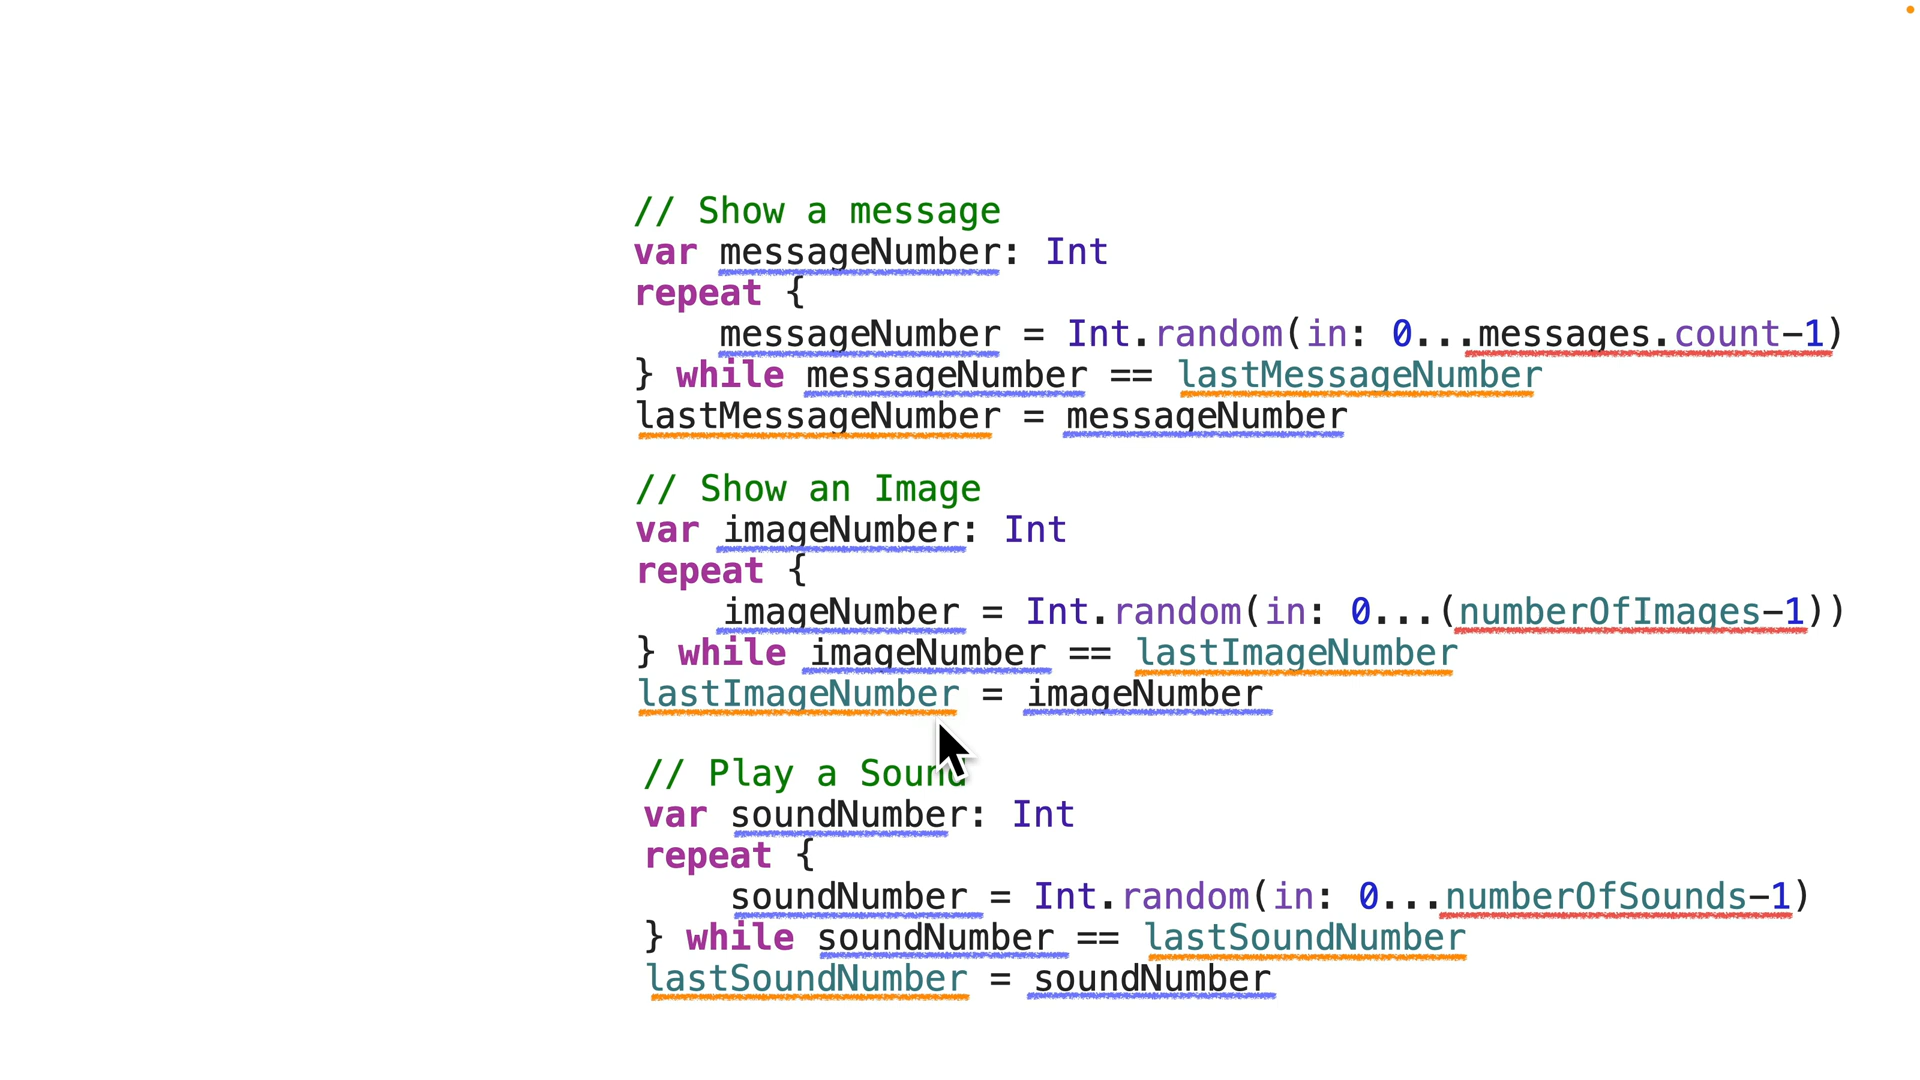 // Show a message
var messageNumber: Int
repeat {
    messageNumber = Int.random(in: 0...messages.count-1)
} while messageNumber == lastMessageNumber
lastMessageNumber = messageNumber
// Show an Image
var imageNumber: Int
repeat {
    imageNumber = Int.random(in: 0...(numberOfImages-1))
} while imageNumber == lastImageNumber
lastImageNumber = imageNumber
// Play a Sound
var soundNumber: Int
repeat {
    soundNumber = Int.random(in: 0...numberOfSounds-1)
} while soundNumber == lastSoundNumber
lastSoundNumber = soundNumber